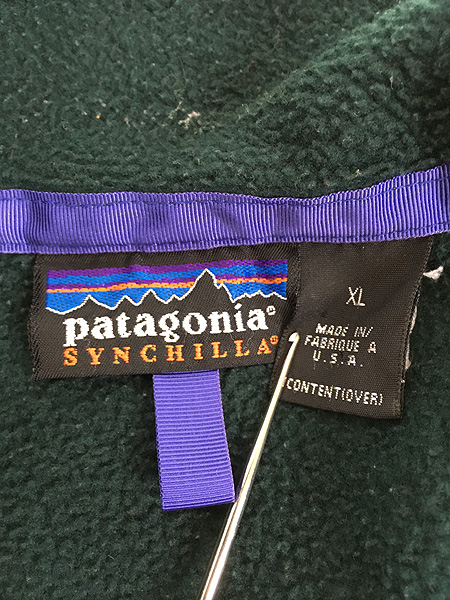 patagonia®
SYNCHILLA®
XL
MADE IN/
FABRIQUE A
U.S.A.
(CONTENT(OVER)